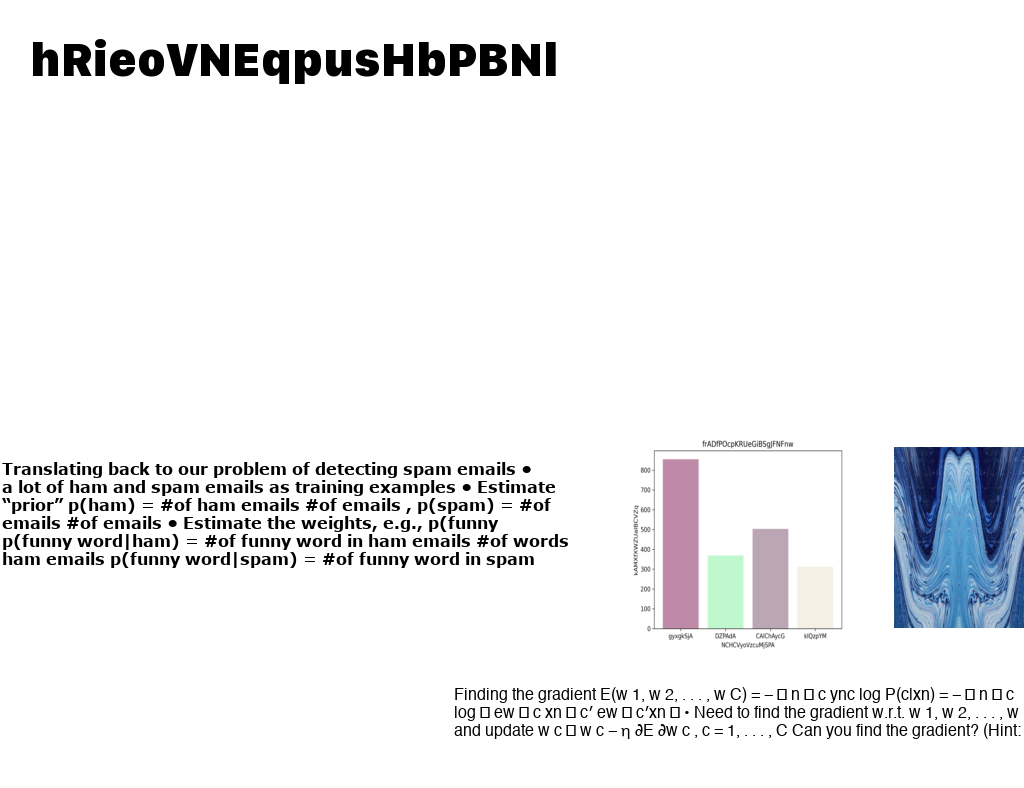 hRieoVNEqpusHbPBNl
Translating back to our problem of detecting spam emails •
a lot of ham and spam emails as training examples • Estimate
“prior” p(ham) = #of ham emails #of emails , p(spam) = #of
emails #of emails • Estimate the weights, e.g., p(funny
p(funny word|ham) = #of funny word in ham emails #of words
ham emails p(funny word|spam) = #of funny word in spam
frADfPOcpKRUeGiBSgJFNFnw
800
700
600
500
400
300
200
100
0
gyxgkSjA DZPAdA CAIChAycG kIQzpYM
NCHCVyoVzcuMjSPA
Finding the gradient E(w 1, w 2, . . . , w C) = – □ n □ c ync log P(c|xn) = – □ n □ c
log □ ew □ c xn □ c′ ew □ c′xn □ • Need to find the gradient w.r.t. w 1, w 2, . . . , w
and update w c □ w c – η ∂E ∂w c , c = 1, . . . , C Can you find the gradient? (Hint: